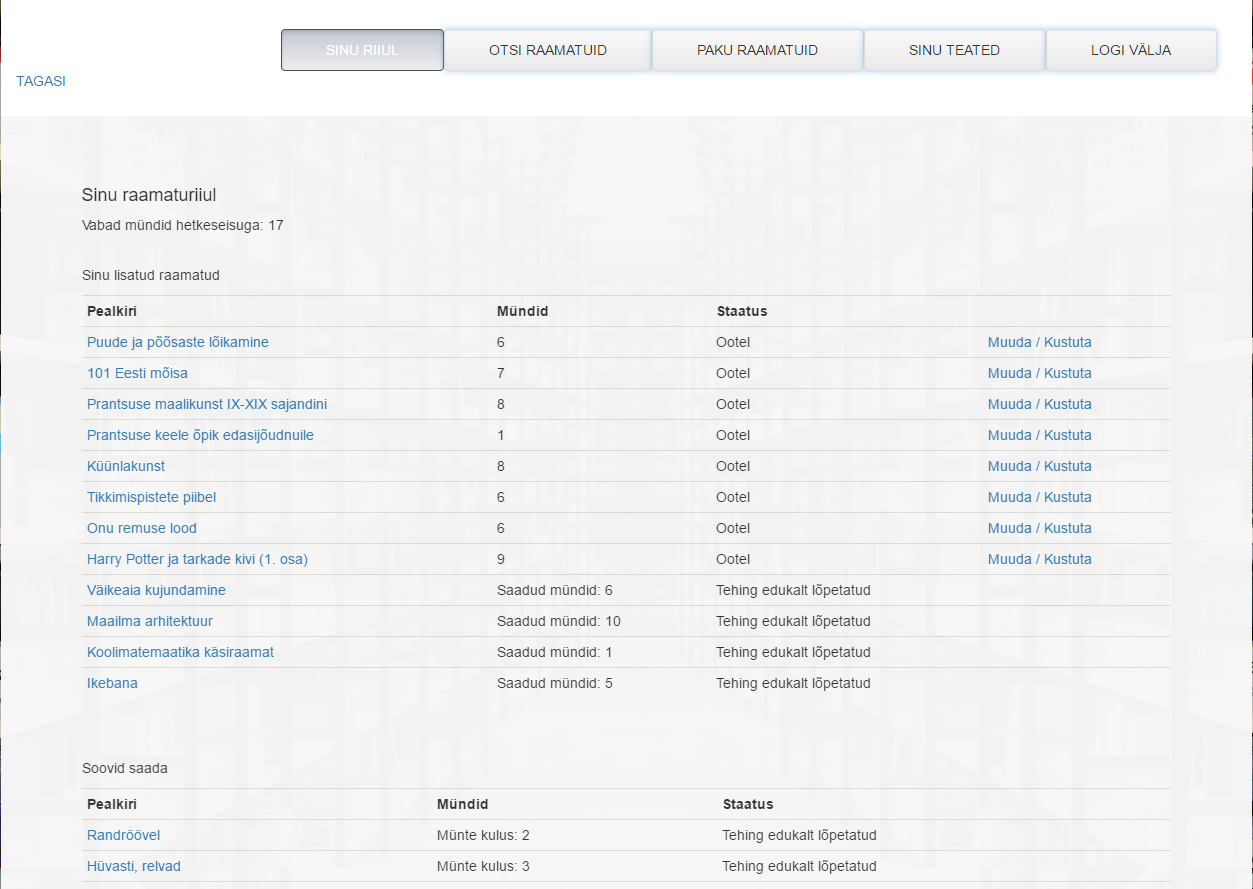 SINU RIIUL OTSI RAAMATUID PAKU RAAMATUID SINU TEATED LOGI VÄLJA
TAGASI
Sinu raamaturiiul
Vabad mündid hetkeseisuga: 17
Sinu lisatud raamatud
Pealkiri Mündid Staatus
Puude ja põõsaste lõikamine 6 Ootel Muuda / Kustuta
101 Eesti mõisa 7 Ootel Muuda / Kustuta
Prantsuse maalikunst IX-XIX sajandini 8 Ootel Muuda / Kustuta
Prantsuse keele õpik edasijõudnuile 1 Ootel Muuda / Kustuta
Küünlakunst 8 Ootel Muuda / Kustuta
Tikkimispistete piibel 6 Ootel Muuda / Kustuta
Onu remuse lood 6 Ootel Muuda / Kustuta
Harry Potter ja tarkade kivi (1. osa) 9 Ootel Muuda / Kustuta
Väikeaia kujundamine Saadud mündid: 6 Tehing edukalt lõpetatud
Maailma arhitektuur Saadud mündid: 10 Tehing edukalt lõpetatud
Koolimatemaatika käsiraamat Saadud mündid: 1 Tehing edukalt lõpetatud
Ikebana Saadud mündid: 5 Tehing edukalt lõpetatud
Soovid saada
Pealkiri Mündid Staatus
Randröövel Münte kulus: 2 Tehing edukalt lõpetatud
Hüvasti, relvad Münte kulus: 3 Tehing edukalt lõpetatud